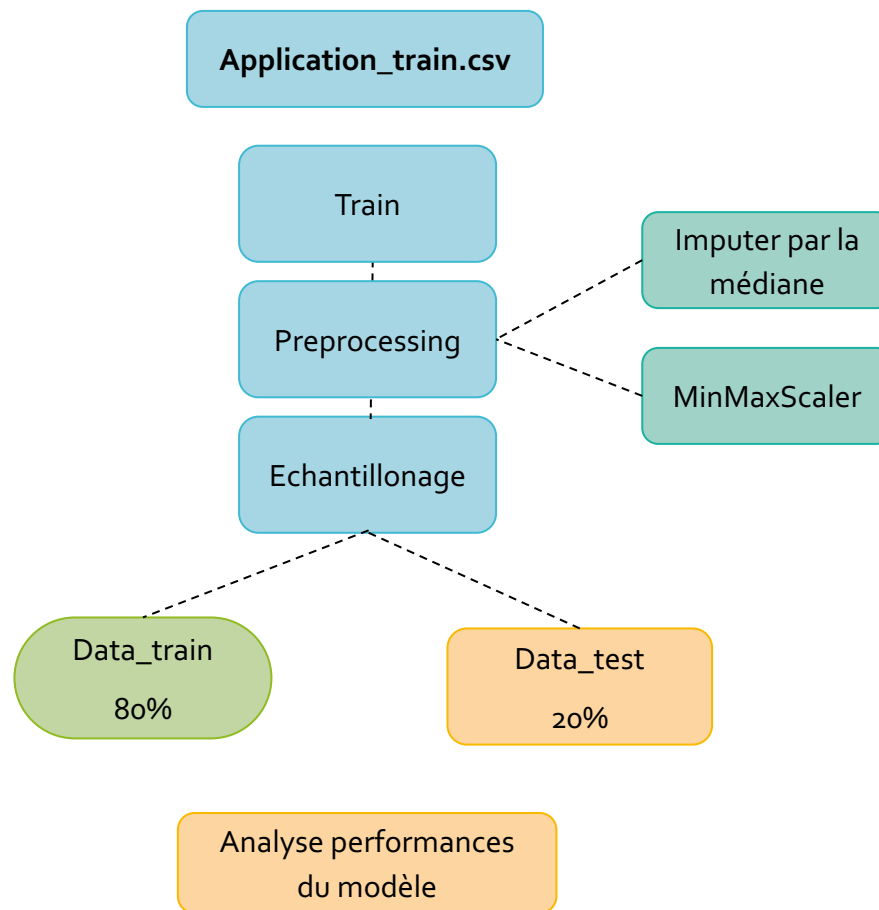 Application_train.csv
Train
Imputer par la
médiane
Preprocessing
MinMaxScaler
Echantillonage
Data_train
80%
Data_test
20%
Analyse performances
du modèle